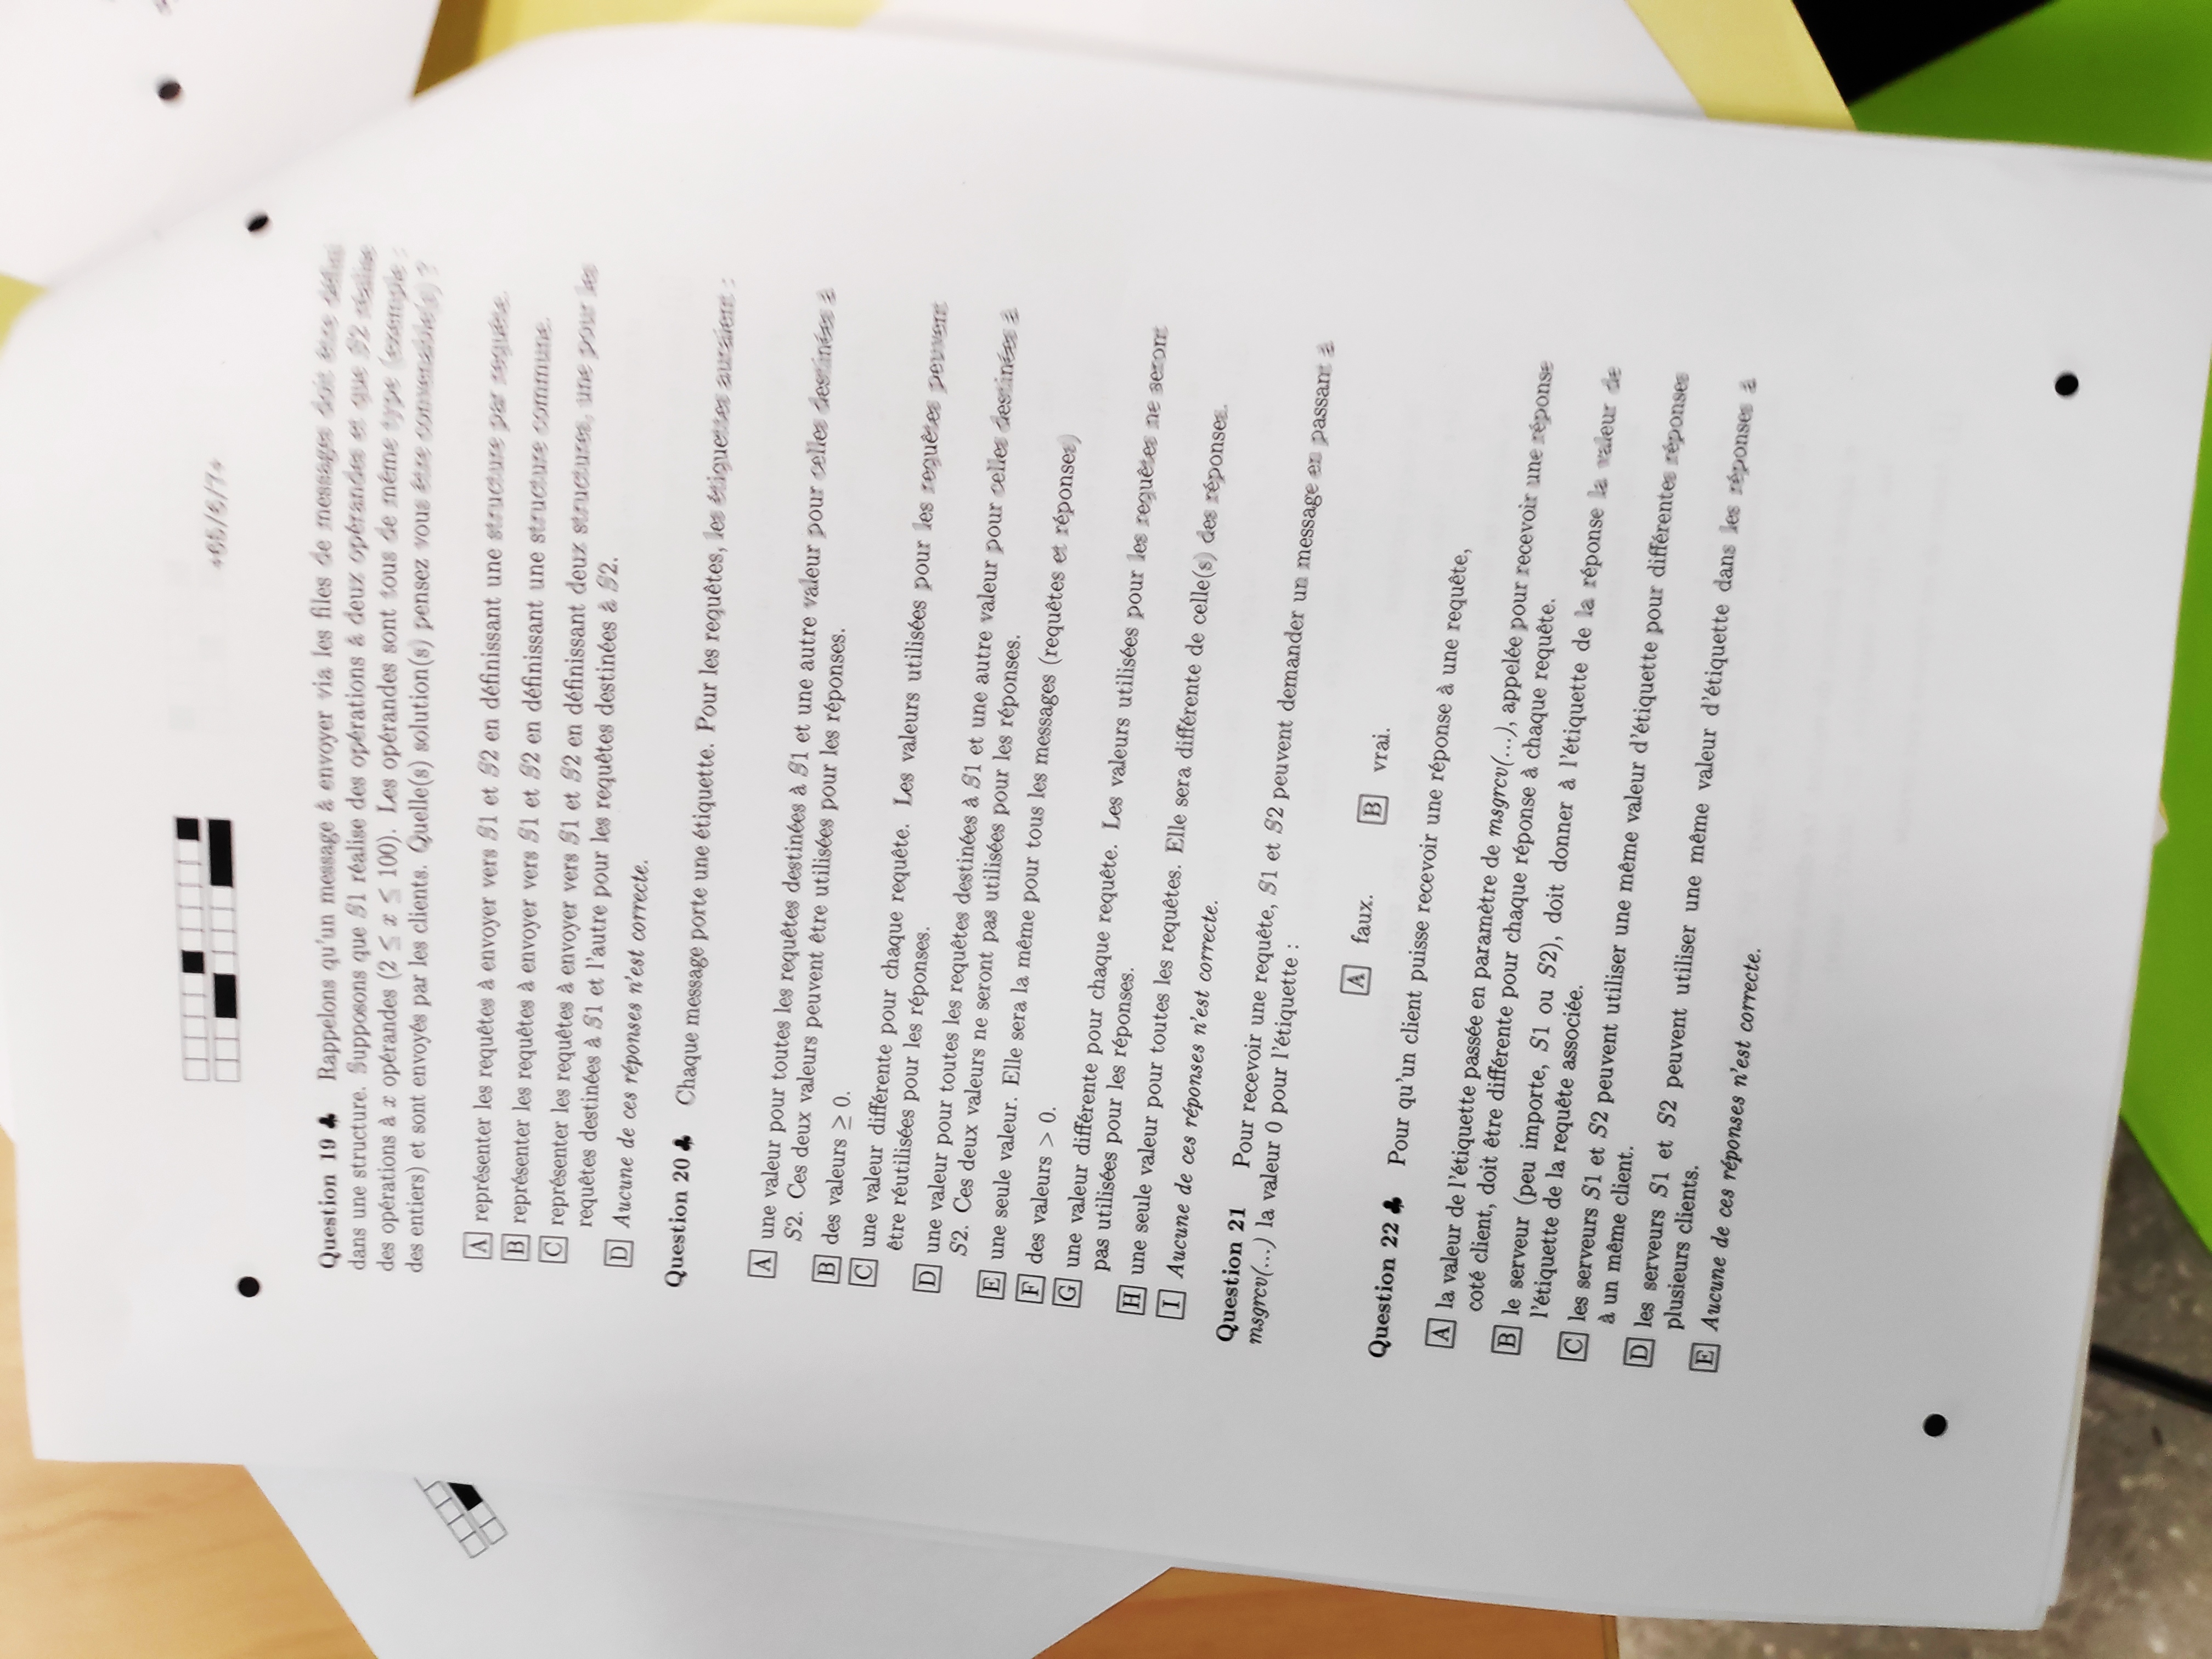 +65/6/7+
Question 19 ♣ Rappelons qu'un message à envoyer via les files de messages doit être défini
dans une structure. Supposons que S1 réalise des opérations à deux opérandes et que S2 réalise
des opérations à x opérandes (2 ≤ x ≤ 100). Les opérandes sont tous de même type (exemple :
des entiers) et sont envoyés par les clients. Quelle(s) solution(s) pensez vous être convenable(s) ?
A représenter les requêtes à envoyer vers S1 et S2 en définissant une structure par requête.
B représenter les requêtes à envoyer vers S1 et S2 en définissant une structure commune.
C représenter les requêtes à envoyer vers S1 et S2 en définissant deux structures, une pour les
requêtes destinées à S1 et l'autre pour les requêtes destinées à S2.
D Aucune de ces réponses n'est correcte.
Question 20 ♣ Chaque message porte une étiquette. Pour les requêtes, les étiquettes auraient :
A une valeur pour toutes les requêtes destinées à S1 et une autre valeur pour celles destinées à
S2. Ces deux valeurs peuvent être utilisées pour les réponses.
B des valeurs ≥ 0.
C une valeur différente pour chaque requête. Les valeurs utilisées pour les requêtes peuvent
être réutilisées pour les réponses.
D une valeur pour toutes les requêtes destinées à S1 et une autre valeur pour celles destinées à
S2. Ces deux valeurs ne seront pas utilisées pour les réponses.
E une seule valeur. Elle sera la même pour tous les messages (requêtes et réponses)
F des valeurs > 0.
G une valeur différente pour chaque requête. Les valeurs utilisées pour les requêtes ne seront
pas utilisées pour les réponses.
H une seule valeur pour toutes les requêtes. Elle sera différente de celle(s) des réponses.
I Aucune de ces réponses n'est correcte.
Question 21 Pour recevoir une requête, S1 et S2 peuvent demander un message en passant à
msgrcv(...) la valeur 0 pour l'étiquette :
A faux. B vrai.
Question 22 ♣ Pour qu'un client puisse recevoir une réponse à une requête,
A la valeur de l'étiquette passée en paramètre de msgrcv(...), appelée pour recevoir une réponse
coté client, doit être différente pour chaque réponse à chaque requête.
B le serveur (peu importe, S1 ou S2), doit donner à l'étiquette de la réponse la valeur de
l'étiquette de la requête associée.
C les serveurs S1 et S2 peuvent utiliser une même valeur d'étiquette pour différentes réponses
à un même client.
D les serveurs S1 et S2 peuvent utiliser une même valeur d'étiquette dans les réponses à
plusieurs clients.
E Aucune de ces réponses n'est correcte.